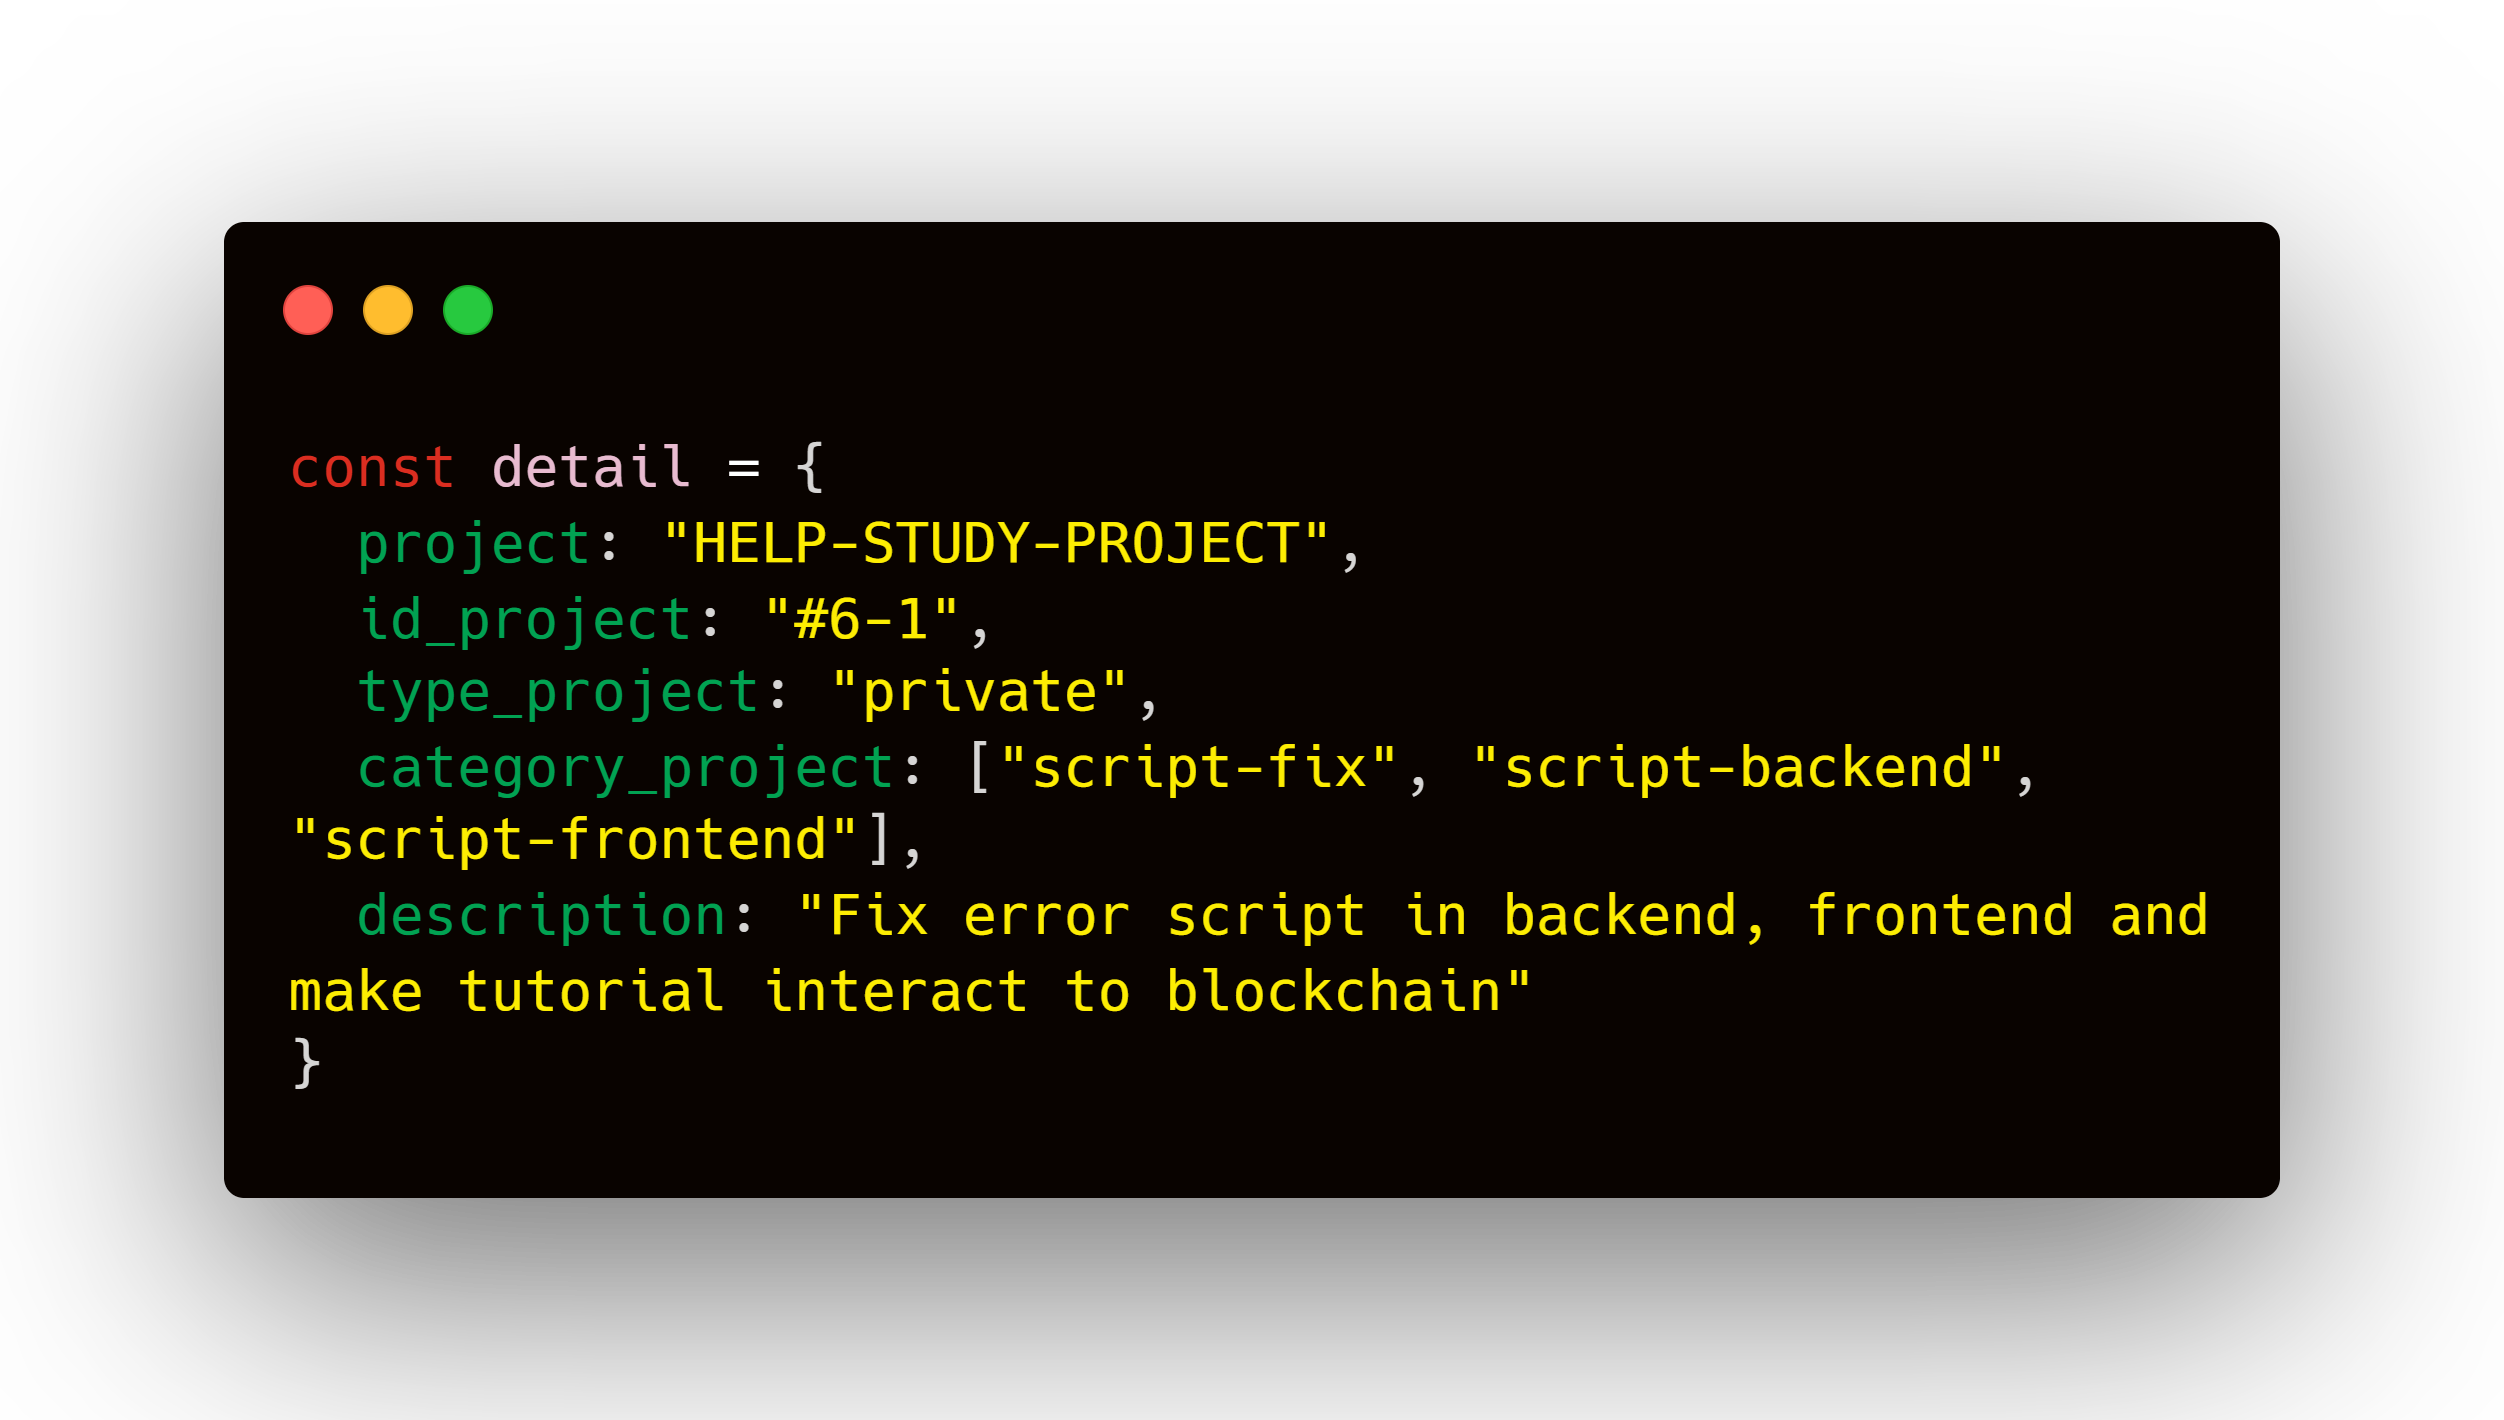 const detail = {
  project: "HELP-STUDY-PROJECT",
  id_project: "#6-1",
  type_project: "private",
  category_project: ["script-fix", "script-backend",
"script-frontend"],
  description: "Fix error script in backend, frontend and
make tutorial interact to blockchain"
}